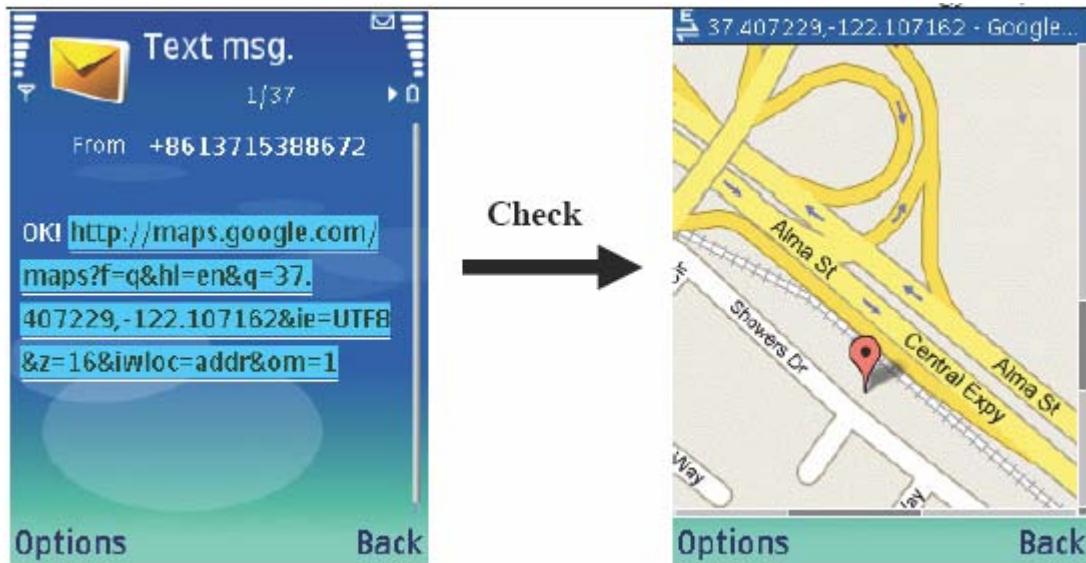 Text msg.
1/37
From +8613715388672
OK! http://maps.google.com/
maps?f=q&hl=en&q=37.
407229,-122.107162&ie=UTF8
&z=16&iwloc=addr&om=1
Options Back
Check
E 37.407229,-122.107162 - Google...
Alma St
Showers Dr
Central Expy
Alma St
Way
Options Back